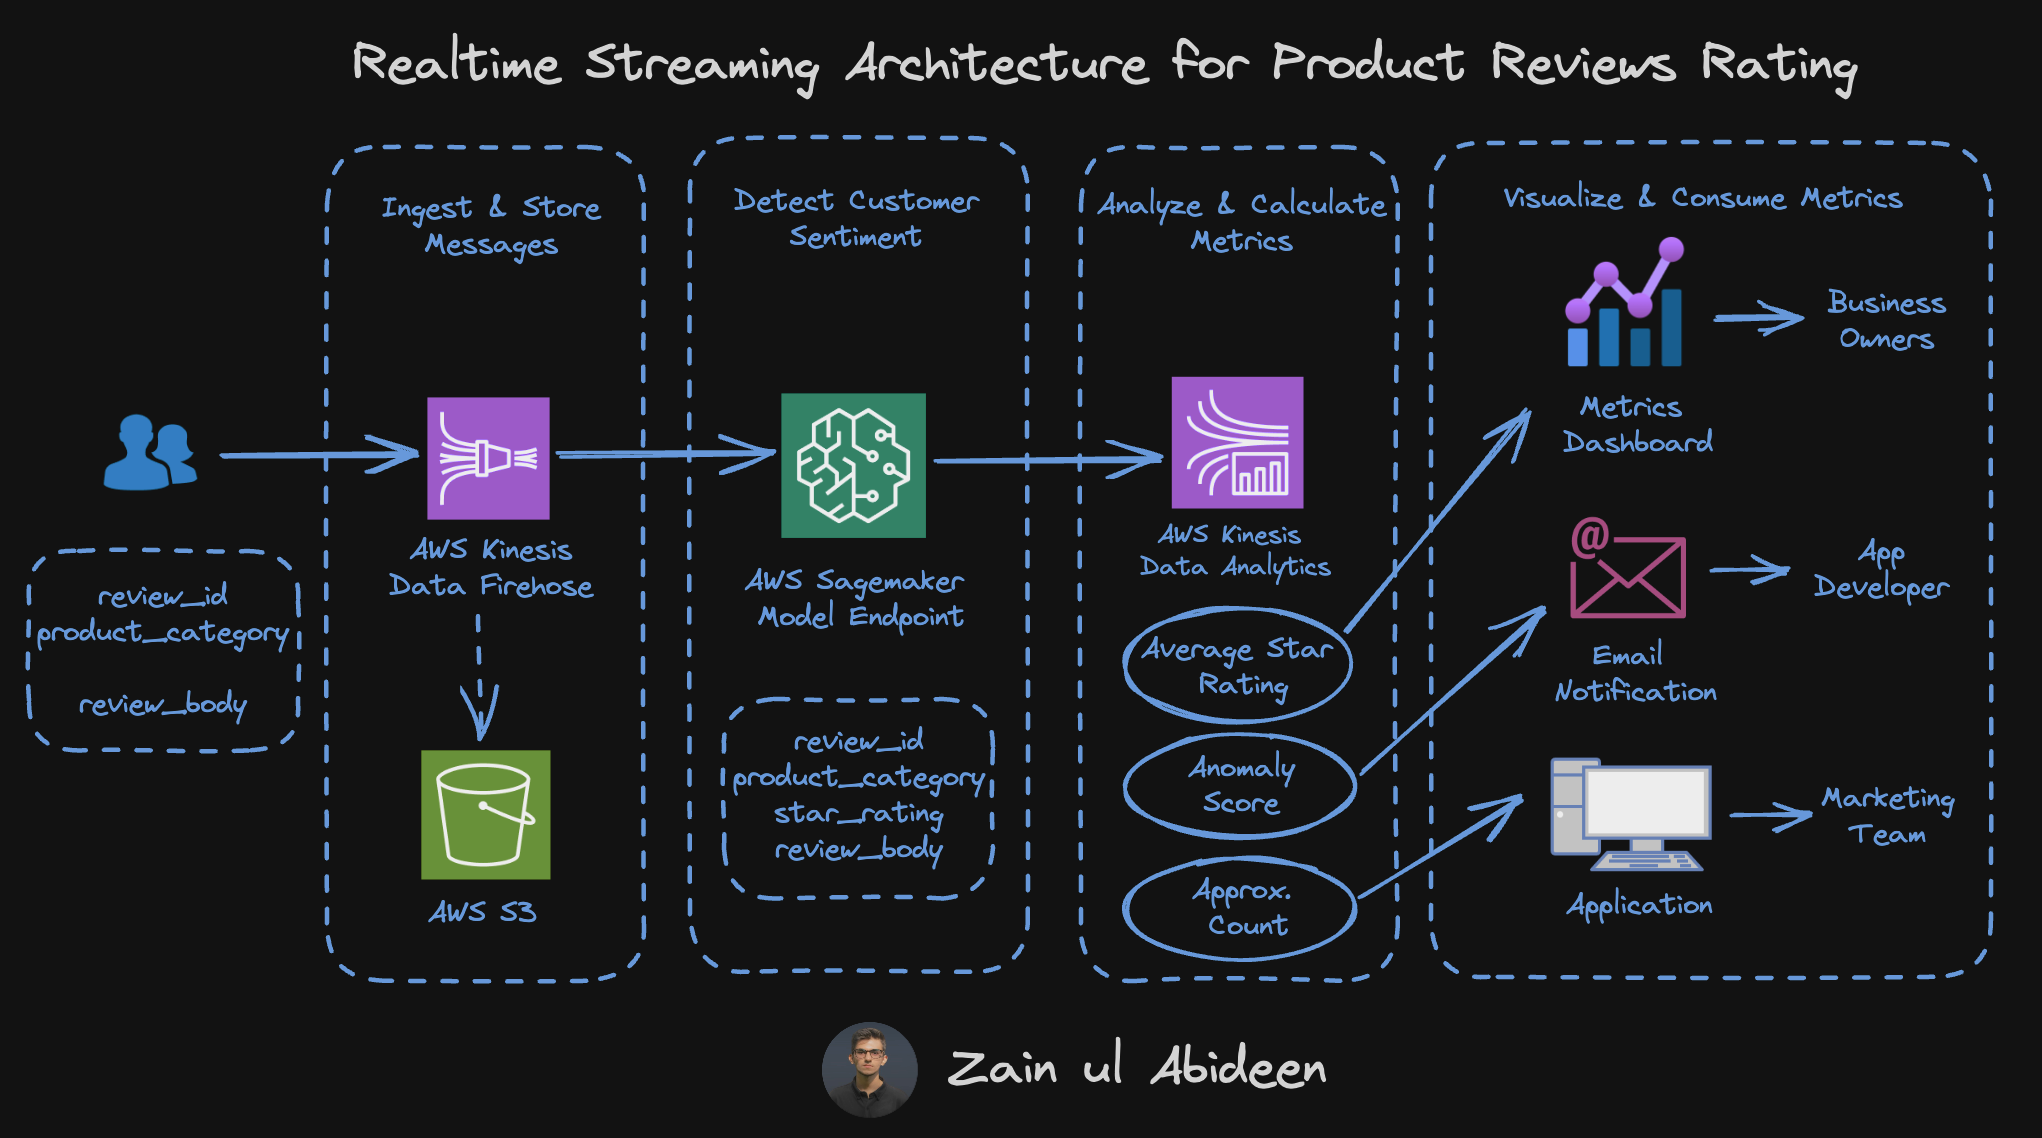 Realtime Streaming Architecture for Product Reviews Rating
review_id
product_category
review_body
Ingest & Store
Messages
AWS Kinesis
Data Firehose
AWS S3
Detect Customer
Sentiment
AWS Sagemaker
Model Endpoint
review_id
product_category
star_rating
review_body
Analyze & Calculate
Metrics
AWS Kinesis
Data Analytics
Average Star
Rating
Anomaly
Score
Approx.
Count
Visualize & Consume Metrics
Metrics
Dashboard
Business
Owners
@
Email
Notification
App
Developer
Application
Marketing
Team
Zain ul Abideen